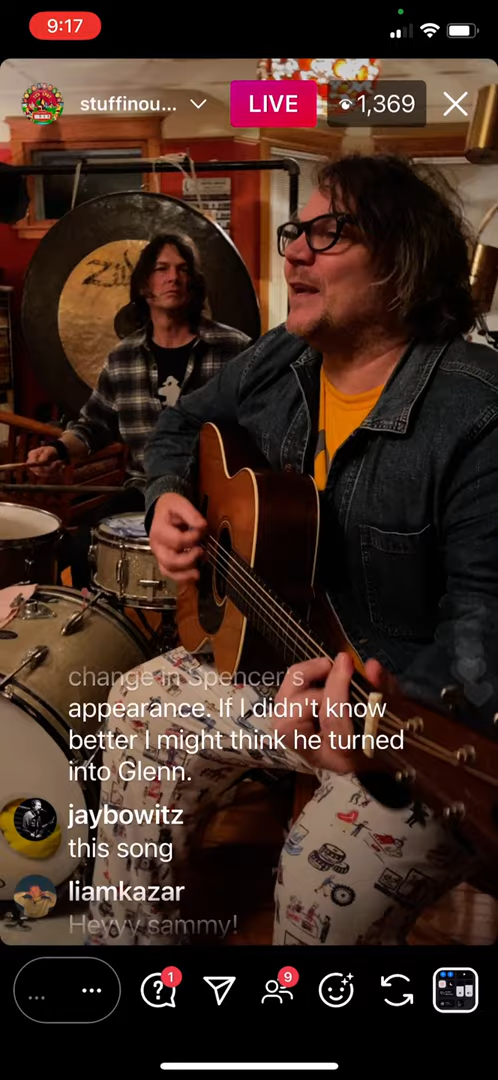 9:17
stuffinou...
LIVE
1,369
change in Spencer's
appearance. If I didn't know
better I might think he turned
into Glenn.
jaybowitz
this song
liamkazar
Heyyy sammy!
...
...
1
9